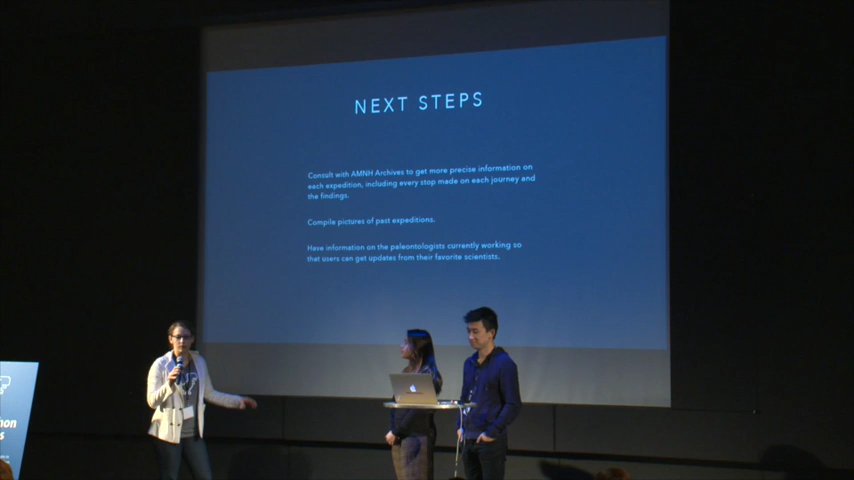 NEXT STEPS
Consult with AMNH Archives to get more precise information on
each expedition, including every stop made on each journey and
the findings.
Compile pictures of past expeditions.
Have information on the paleontologists currently working so
that users can get updates from their favorite scientists.